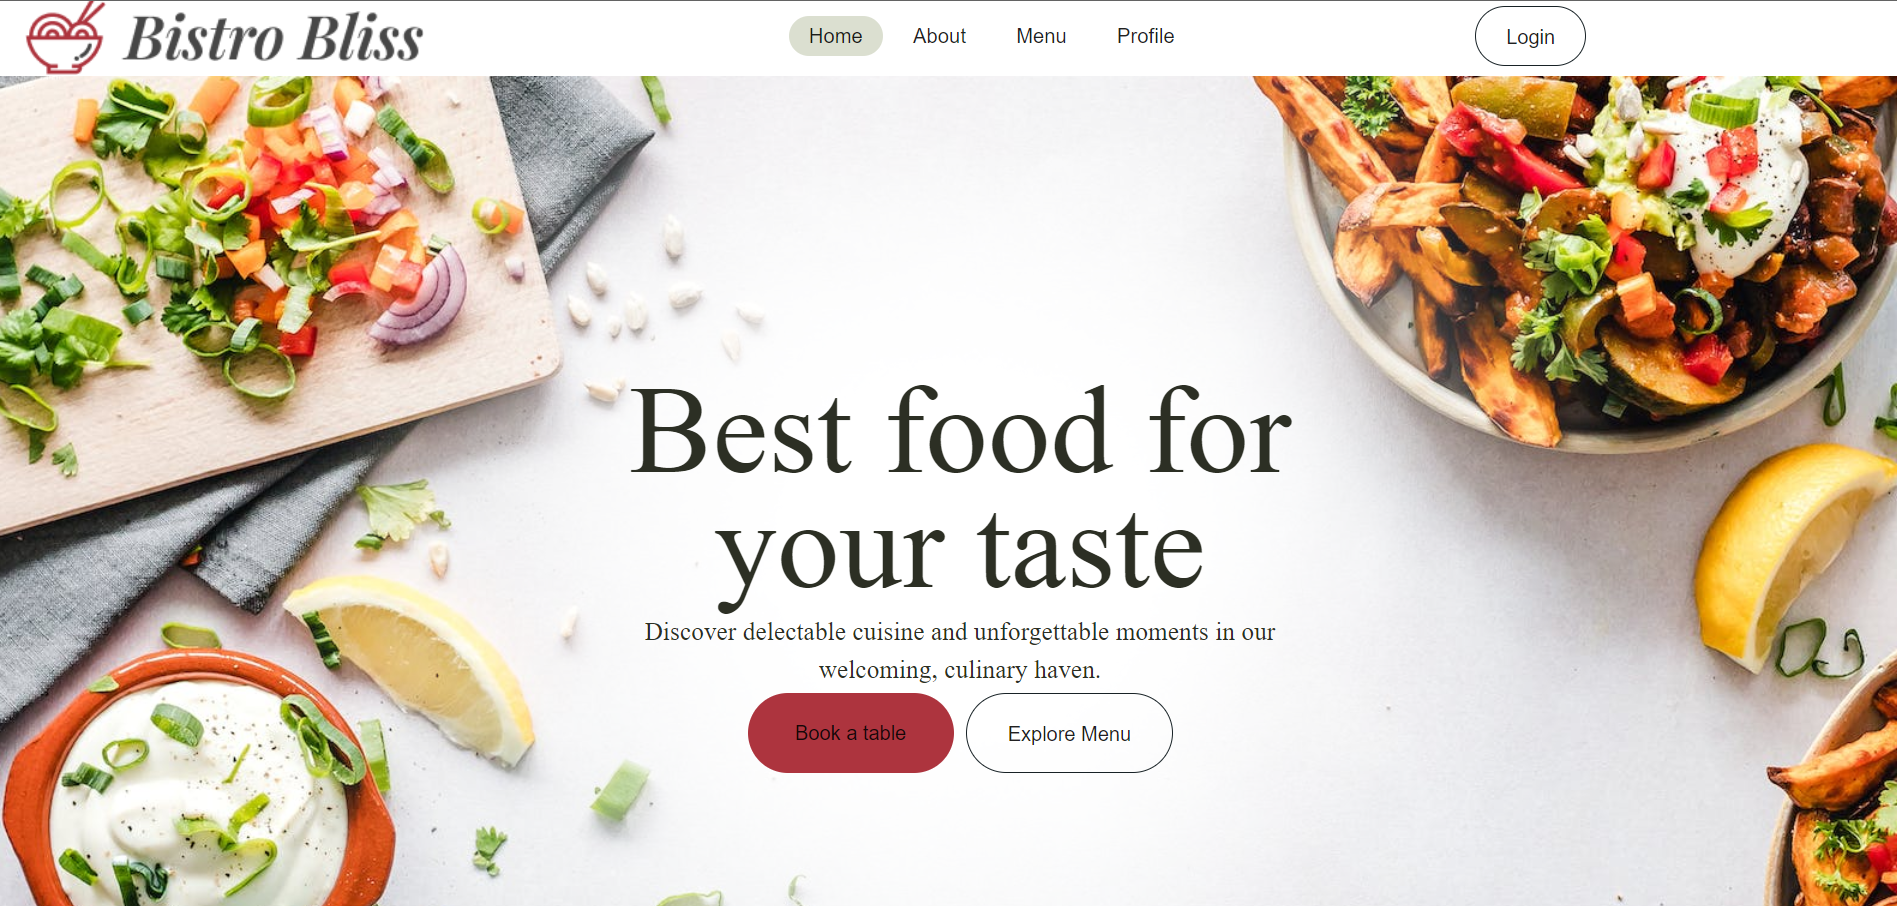 Bistro Bliss
Home About Menu Profile Login
Best food for
your taste
Discover delectable cuisine and unforgettable moments in our
welcoming, culinary haven.
Book a table Explore Menu